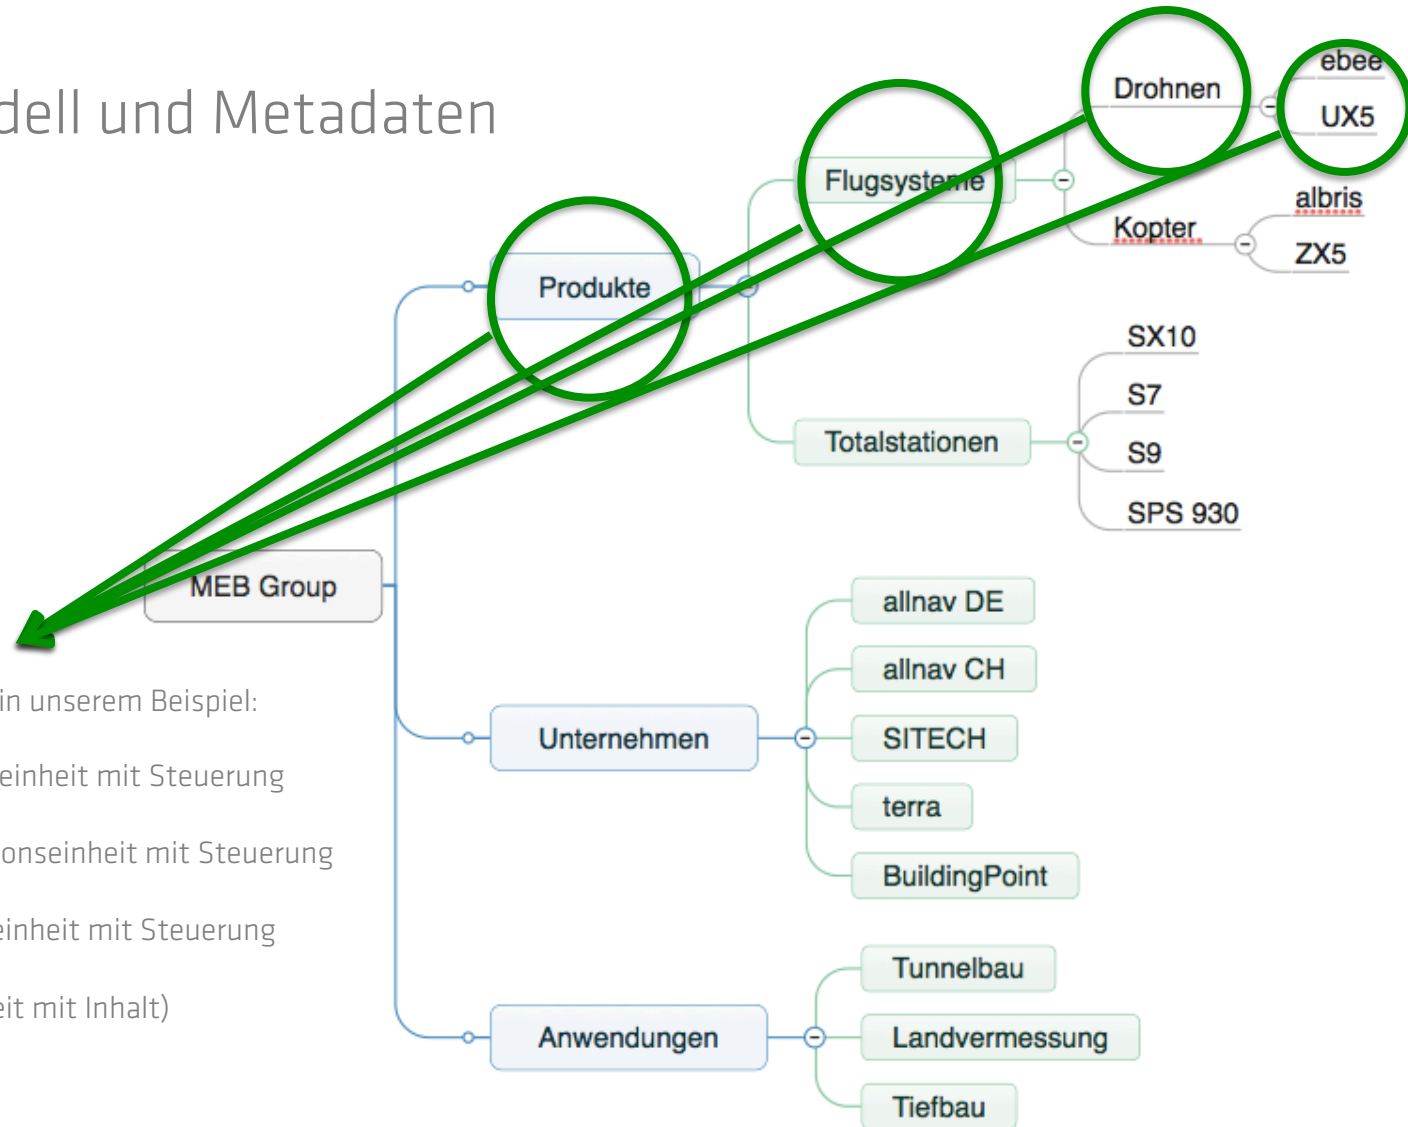 dell und Metadaten
ebee
Drohnen
UX5
Flugsysteme
albris
Kopter
ZX5
Produkte
SX10
S7
Totalstationen
S9
SPS 930
MEB Group
allnav DE
allnav CH
in unserem Beispiel:
Unternehmen
SITECH
einheit mit Steuerung
terra
onseinheit mit Steuerung
BuildingPoint
einheit mit Steuerung
Tunnelbau
eit mit Inhalt)
Anwendungen
Landvermessung
Tiefbau